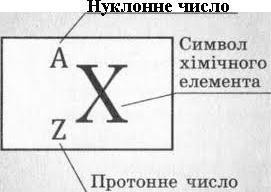 Нуклонне число
A
X
Z
Символ
хімічного
елемента
Протонне число